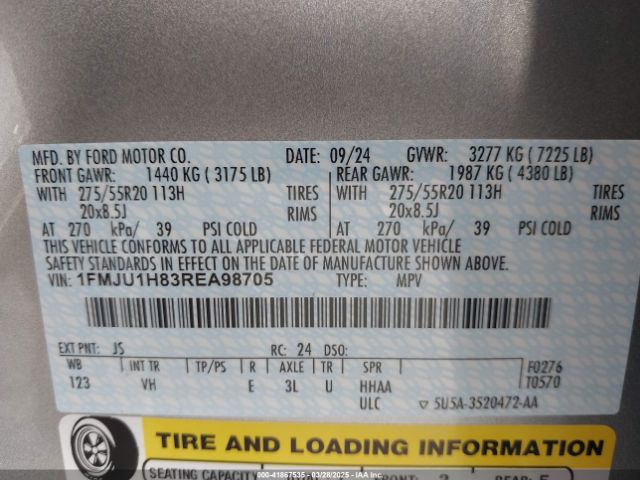 MFD. BY FORD MOTOR CO. DATE: 09/24 GVWR: 3277 KG ( 7225 LB)
FRONT GAWR: 1440 KG ( 3175 LB) REAR GAWR: 1987 KG ( 4380 LB)
WITH 275/55R20 113H TIRES WITH 275/55R20 113H TIRES
20x8.5J RIMS 20x8.5J RIMS
AT 270 kPa/ 39 PSI COLD AT 270 kPa/ 39 PSI COLD
THIS VEHICLE CONFORMS TO ALL APPLICABLE FEDERAL MOTOR VEHICLE
SAFETY STANDARDS IN EFFECT ON THE DATE OF MANUFACTURE SHOWN ABOVE.
VIN: 1FMJU1H83REA98705 TYPE: MPV
EXT PNT: JS RC: 24 DSO:
WB INT TR TP/PS R AXLE TR SPR F0276
123 VH E 3L U HHAA T0570
ULC ▽ 5U5A-3520472-AA
TIRE AND LOADING INFORMATION
SEATING CAPACITY
000-41867535 - 03/28/2025 - IAA Inc.